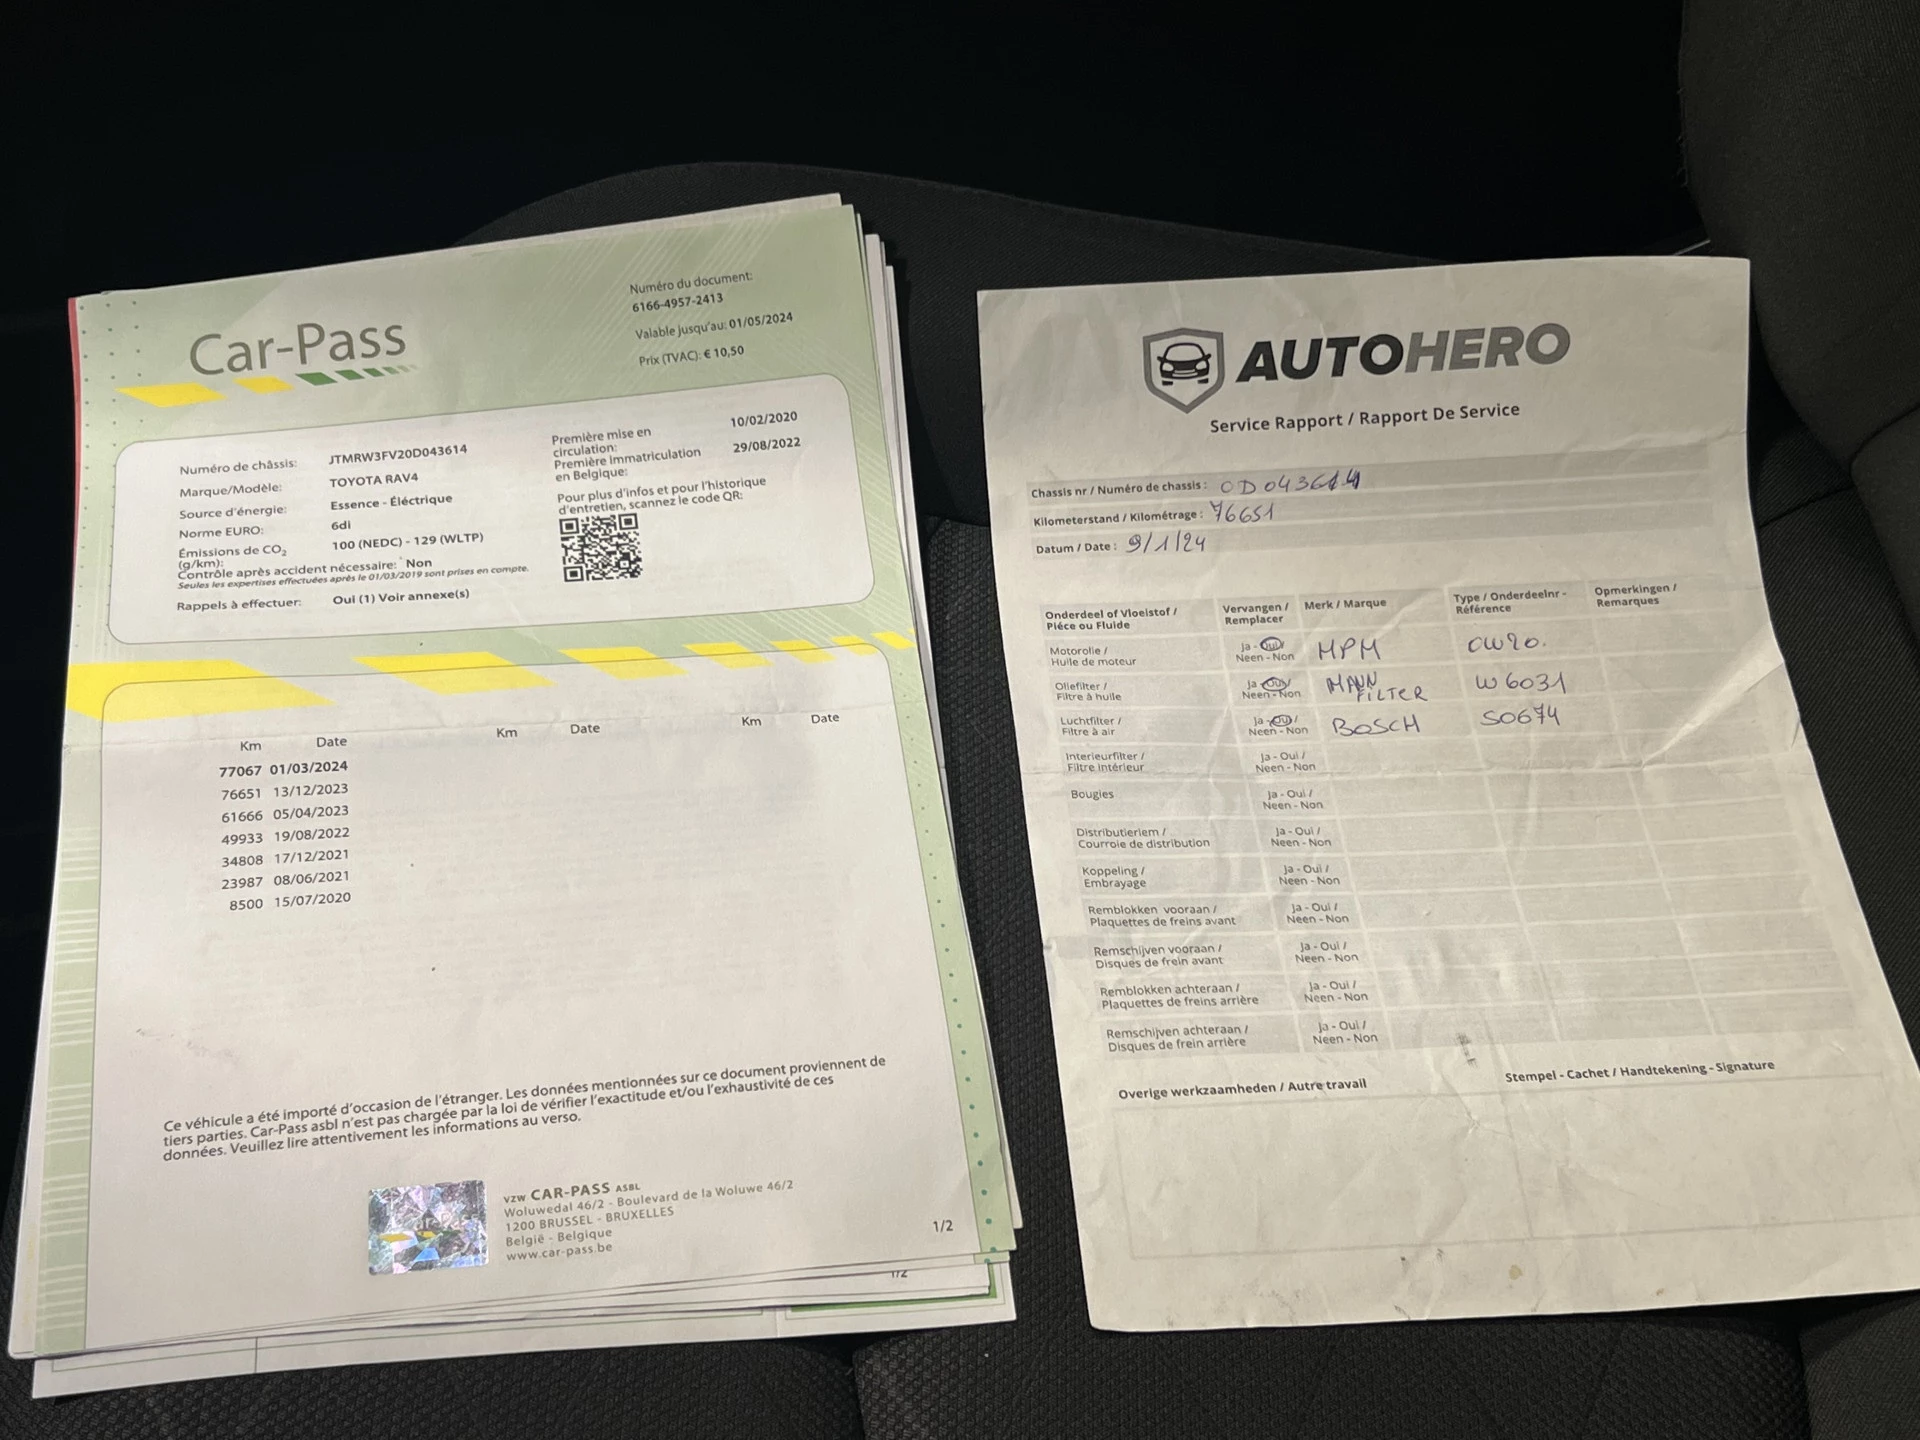 Car-Pass
Numéro du document:
6166-4957-2413
Valable jusqu'au: 01/05/2024
Prix (TVAC): € 10,50
Numéro de châssis: JTMRW3FV20D043614
Marque/Modèle: TOYOTA RAV4
Source d'énergie: Essence - Électrique
Norme EURO: 6di
Émissions de CO2 (g/km): 100 (NEDC) - 129 (WLTP)
Contrôle après accident nécessaire: Non
Seules les expertises effectuées après le 01/03/2019 sont prises en compte.
Rappels à effectuer: Oui (1) Voir annexe(s)
Première mise en circulation: 10/02/2020
Première immatriculation en Belgique: 29/08/2022
Pour plus d'infos et pour l'historique
d'entretien, scannez le code QR:
Km Date Km Date Km Date
77067 01/03/2024
76651 13/12/2023
61666 05/04/2023
49933 19/08/2022
34808 17/12/2021
23987 08/06/2021
8500 15/07/2020
Ce véhicule a été importé d'occasion de l'étranger. Les données mentionnées sur ce document proviennent de
tiers parties. Car-Pass asbl n'est pas chargée par la loi de vérifier l'exactitude et/ou l'exhaustivité de ces
données. Veuillez lire attentivement les informations au verso.
VZW CAR-PASS ASBL
Woluwedal 46/2 - Boulevard de la Woluwe 46/2
1200 BRUSSEL - BRUXELLES
België - Belgique
www.car-pass.be
1/2
1/2
AUTOHERO
Service Rapport / Rapport De Service
Chassis nr / Numéro de chassis : 0D043614
Kilometerstand / Kilométrage : 76651
Datum / Date : 9/1/24
Onderdeel of Vloeistof / Piéce ou Fluide Vervangen / Remplacer Merk / Marque Type / Onderdeelnr - Référence Opmerkingen / Remarques
Motorolie / Huile de moteur Ja - Oui / Neen - Non MPM 0W20.
Oliefilter / Filtre à huile Ja - Oui / Neen - Non MANN FILTER W6031
Luchtfilter / Filtre à air Ja - Oui / Neen - Non BOSCH S0674
Interieurfilter / Filtre intérieur Ja - Oui / Neen - Non
Bougies Ja - Oui / Neen - Non
Distributieriem / Courroie de distribution Ja - Oui / Neen - Non
Koppeling / Embrayage Ja - Oui / Neen - Non
Remblokken vooraan / Plaquettes de freins avant Ja - Oui / Neen - Non
Remschijven vooraan / Disques de frein avant Ja - Oui / Neen - Non
Remblokken achteraan / Plaquettes de freins arrière Ja - Oui / Neen - Non
Remschijven achteraan / Disques de frein arrière Ja - Oui / Neen - Non
Overige werkzaamheden / Autre travail Stempel - Cachet / Handtekening - Signature